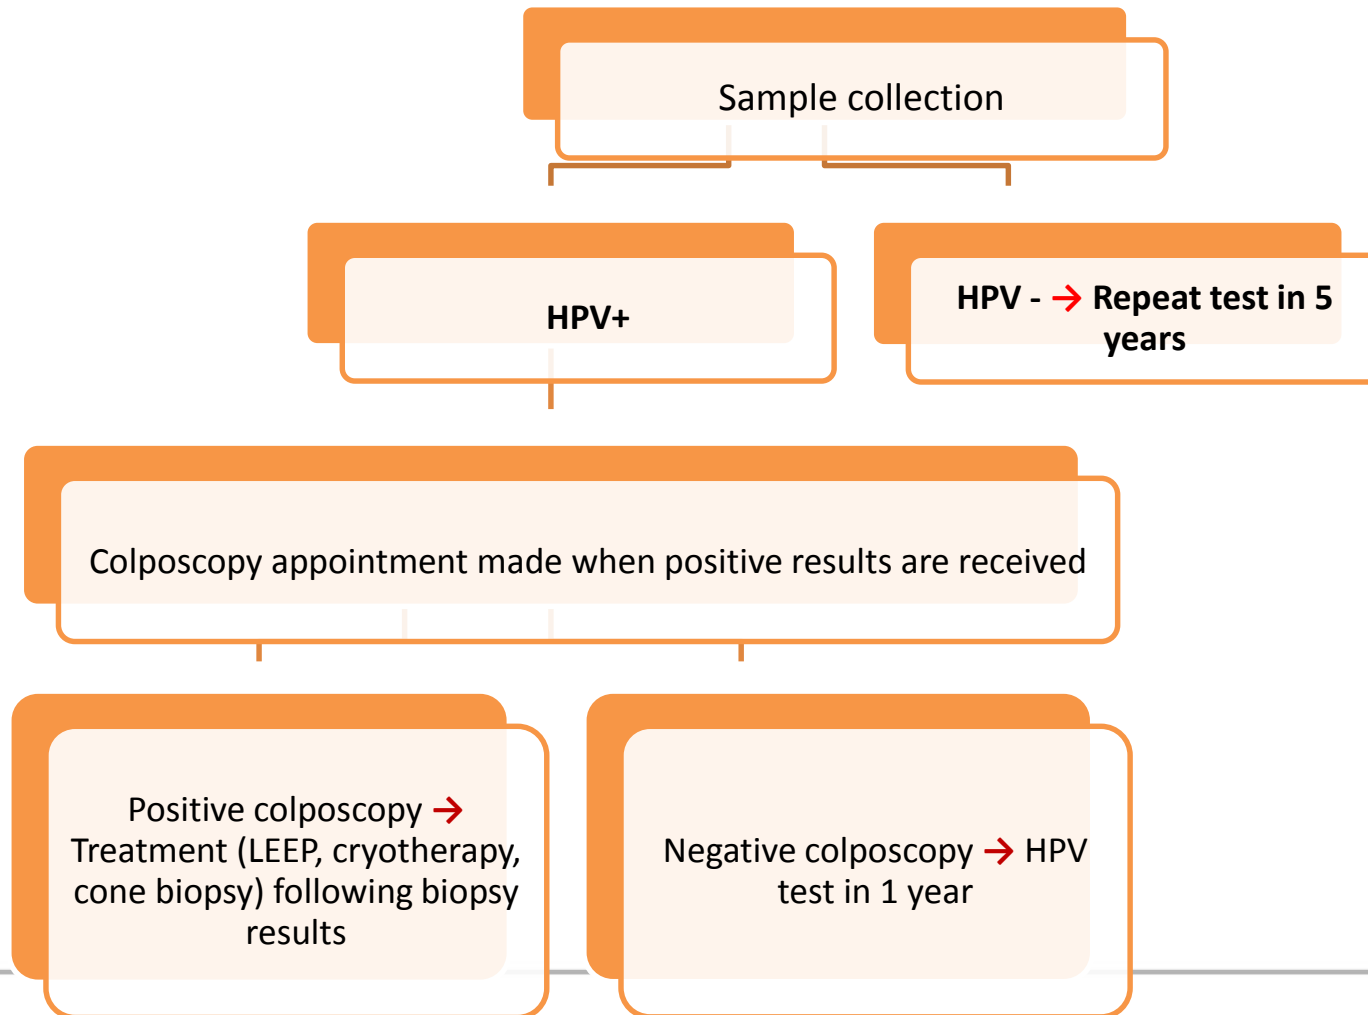 Sample collection
HPV+
HPV - → Repeat test in 5
years
Colposcopy appointment made when positive results are received
Positive colposcopy →
Treatment (LEEP, cryotherapy,
cone biopsy) following biopsy
results
Negative colposcopy → HPV
test in 1 year